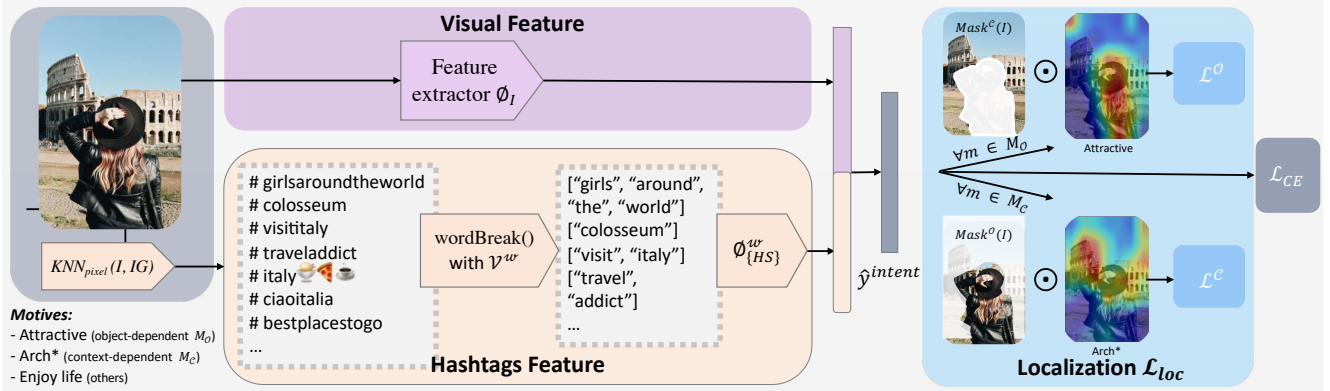 Visual Feature
Feature
extractor ∅_I
KNN_pixel(I, IG)
Motives:
- Attractive (object-dependent M_O)
- Arch* (context-dependent M_C)
- Enjoy life (others)
# girlsaroundtheworld
# colosseum
# visititaly
# traveladdict
# italy🍨🍕☕
# ciaoitalia
# bestplacestogo
...
wordBreak()
with 𝒱^w
["girls", "around",
"the", "world"]
["colosseum"]
["visit", "italy"]
["travel",
"addict"]
...
∅^w_{HS}
Hashtags Feature
ŷ^intent
Mask^C(I)
⊙
Attractive
ℒ^O
∀m ∈ M_O
∀m ∈ M_C
ℒ_CE
Mask^O(I)
⊙
Arch*
ℒ^C
Localization ℒ_loc